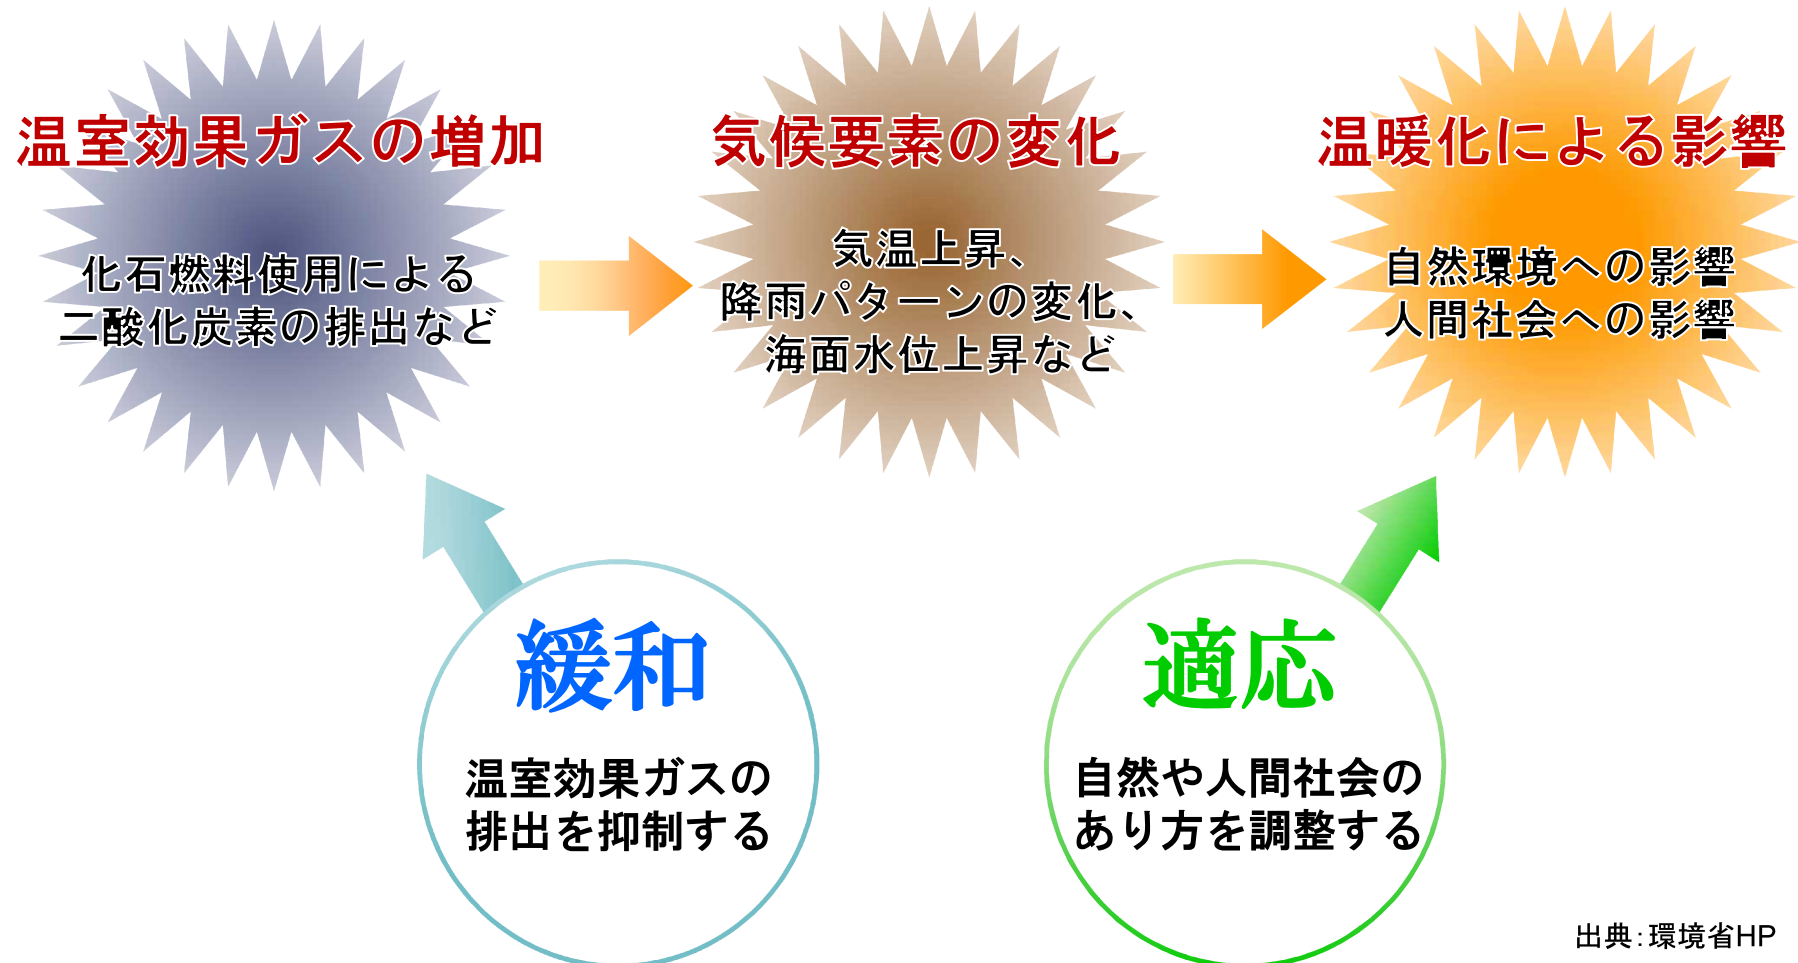 温室効果ガスの増加
化石燃料使用による
二酸化炭素の排出など
気候要素の変化
気温上昇、
降雨パターンの変化、
海面水位上昇など
温暖化による影響
自然環境への影響
人間社会への影響
緩和
温室効果ガスの
排出を抑制する
適応
自然や人間社会の
あり方を調整する
出典:環境省HP